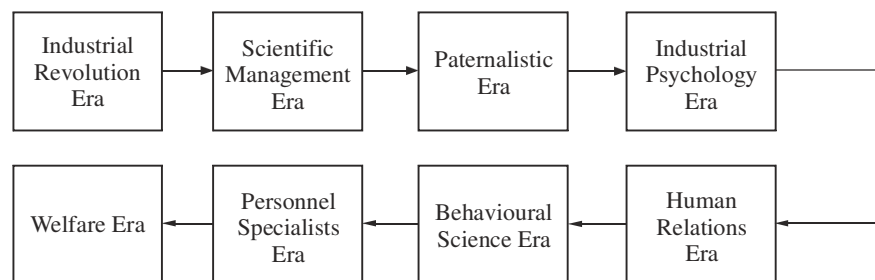 Industrial
Revolution
Era
Scientific
Management
Era
Paternalistic
Era
Industrial
Psychology
Era
Welfare Era
Personnel
Specialists
Era
Behavioural
Science Era
Human
Relations
Era